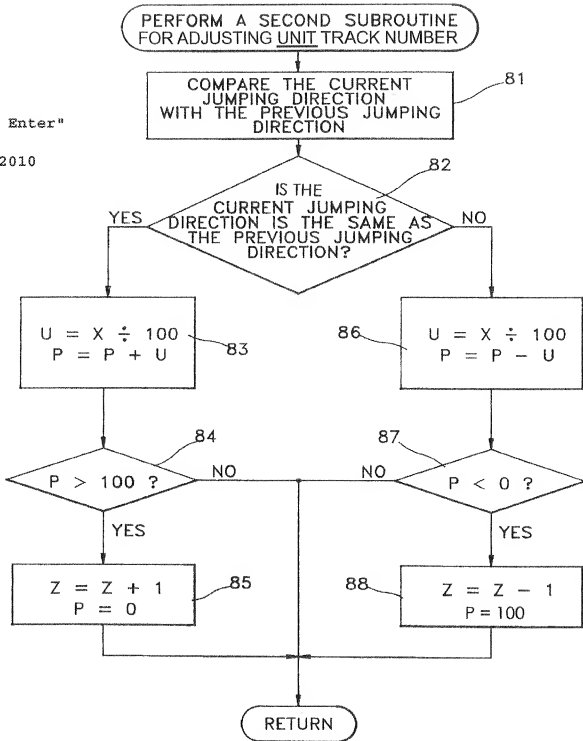 PERFORM A SECOND SUBROUTINE
FOR ADJUSTING UNIT TRACK NUMBER
81
COMPARE THE CURRENT
JUMPING DIRECTION
WITH THE PREVIOUS JUMPING
DIRECTION
Enter"
2010
82
IS THE
CURRENT JUMPING
DIRECTION IS THE SAME AS
THE PREVIOUS JUMPING
DIRECTION?
YES
NO
U = X ÷ 100
P = P + U
83
86
U = X ÷ 100
P = P - U
84
P > 100 ?
NO
YES
87
P < 0 ?
NO
YES
Z = Z + 1
P = 0
85
88
Z = Z - 1
P = 100
RETURN